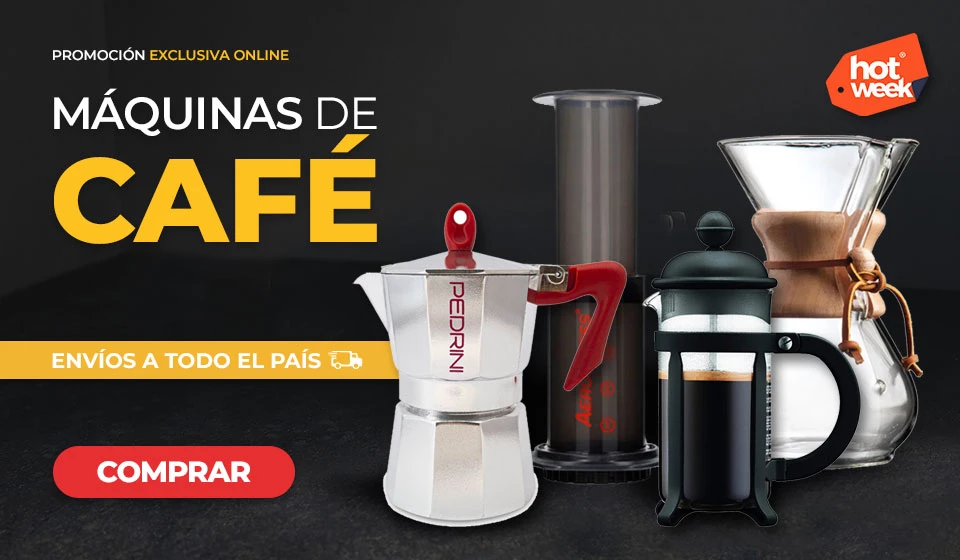 PROMOCIÓN EXCLUSIVA ONLINE
hot®
week
MÁQUINAS DE
CAFÉ
PEDRINI
ENVÍOS A TODO EL PAÍS
COMPRAR